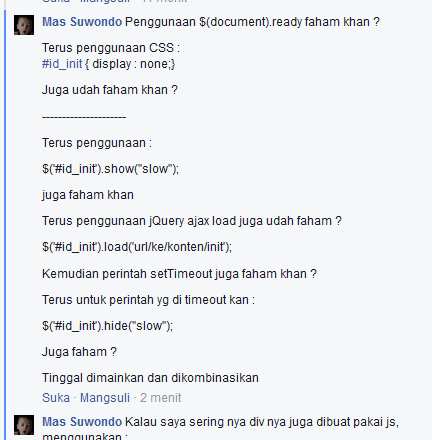 Suka · Mangsuli · 11 menit
Mas Suwondo Penggunaan $(document).ready faham khan ?
Terus penggunaan CSS :
#id_init { display : none;}
Juga udah faham khan ?
---------------------
Terus penggunaan :
$('#id_init').show("slow");
juga faham khan
Terus penggunaan jQuery ajax load juga udah faham ?
$('#id_init').load('url/ke/konten/init');
Kemudian perintah setTimeout juga faham khan ?
Terus untuk perintah yg di timeout kan :
$('#id_init').hide("slow");
Juga faham ?
Tinggal dimainkan dan dikombinasikan
Suka · Mangsuli · 2 menit
Mas Suwondo Kalau saya sering nya div nya juga dibuat pakai js,
menggunakan :